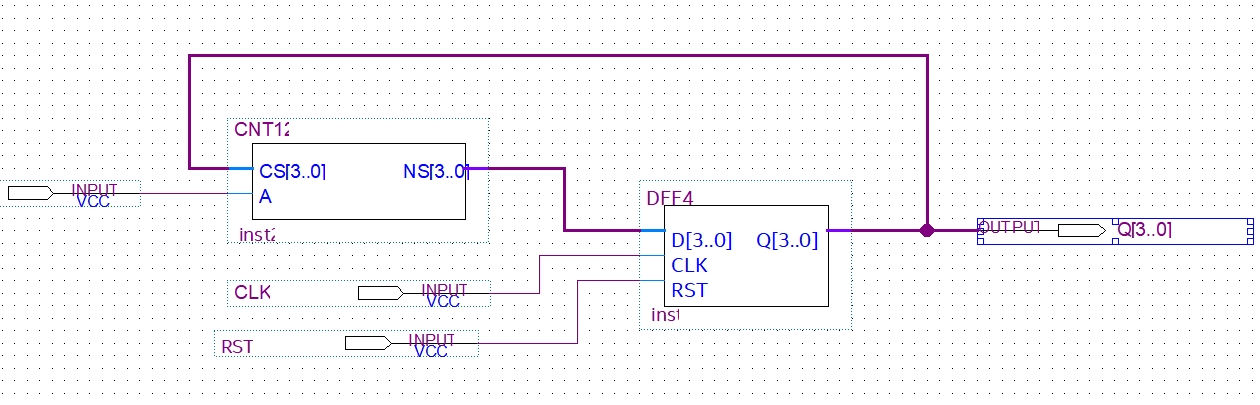 CNT12
CS[3..0] NS[3..0]
A
INPUT
VCC
inst2
DFF4
D[3..0] Q[3..0]
CLK
RST
inst
OUTPUT Q[3..0]
CLK INPUT
VCC
RST INPUT
VCC